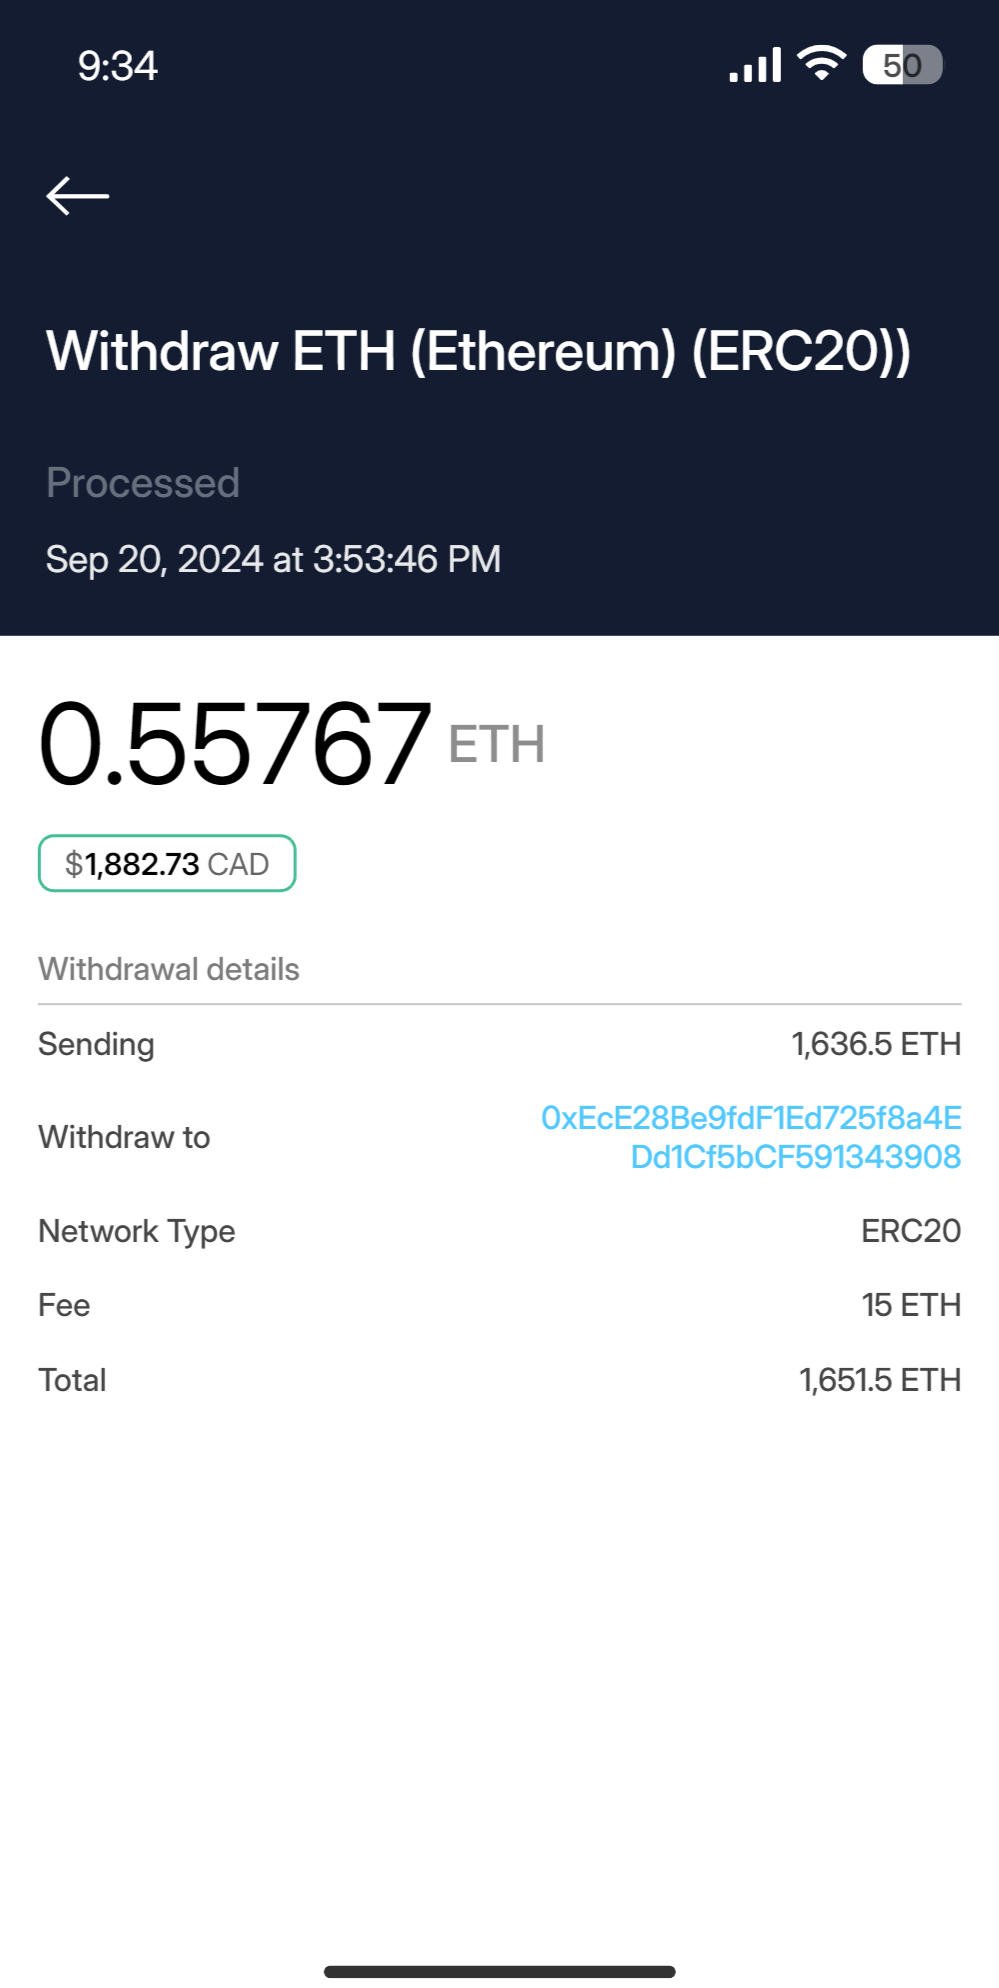 9:34
50
Withdraw ETH (Ethereum) (ERC20))
Processed
Sep 20, 2024 at 3:53:46 PM
0.55767 ETH
$1,882.73 CAD
Withdrawal details
Sending 1,636.5 ETH
Withdraw to 0xEcE28Be9fdF1Ed725f8a4E
Dd1Cf5bCF591343908
Network Type ERC20
Fee 15 ETH
Total 1,651.5 ETH